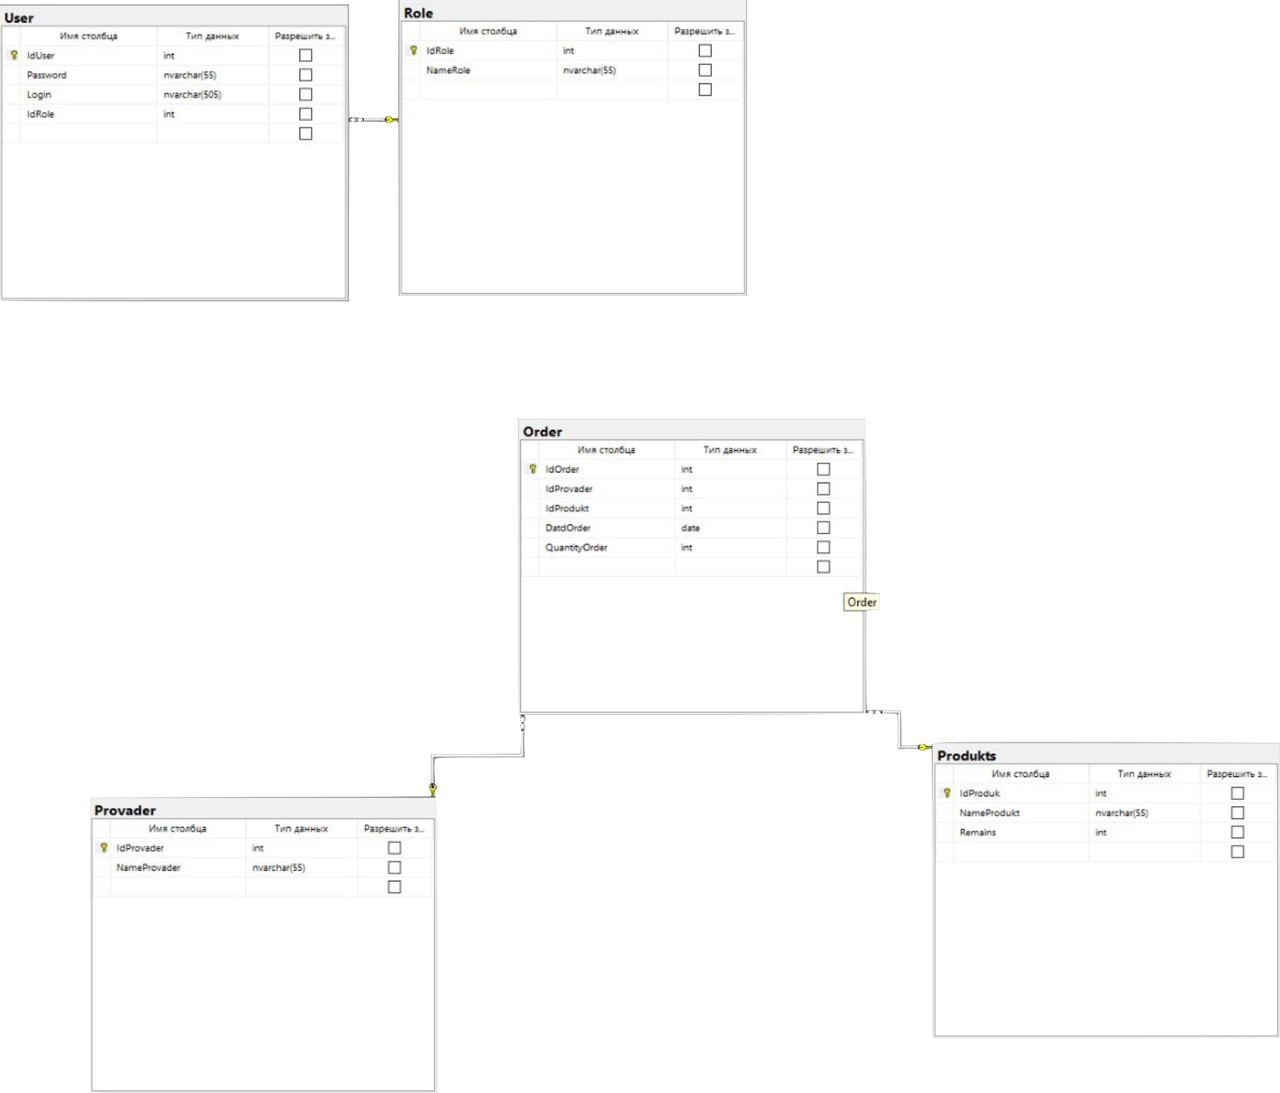 User
Имя столбца Тип данных Разрешить з...
IdUser int
Password nvarchar(55)
Login nvarchar(505)
IdRole int
Role
Имя столбца Тип данных Разрешить з...
IdRole int
NameRole nvarchar(55)
Order
Имя столбца Тип данных Разрешить з...
IdOrder int
IdProvader int
IdProdukt int
DatdOrder date
QuantityOrder int
Order
Provader
Имя столбца Тип данных Разрешить з...
IdProvader int
NameProvader nvarchar(55)
Produkts
Имя столбца Тип данных Разрешить з...
IdProduk int
NameProdukt nvarchar(55)
Remains int